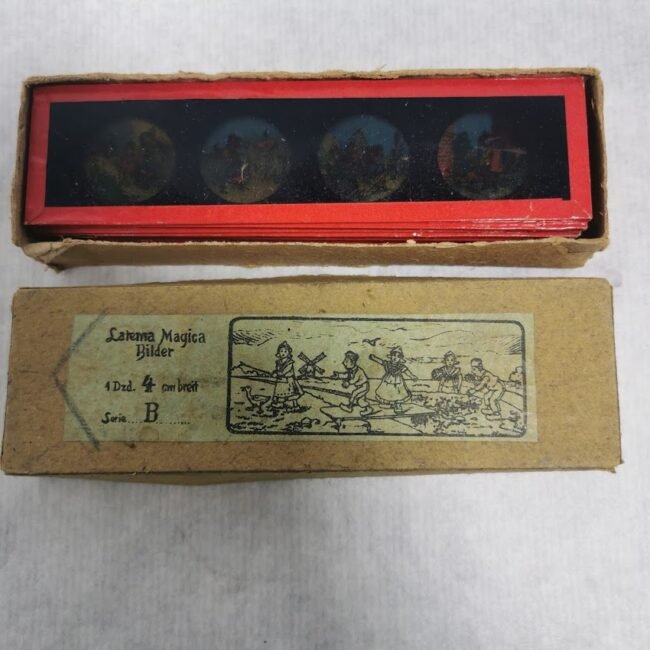 Laterna Magica
Bilder
1 Dzd. 4 cm breit
Serie....B.........